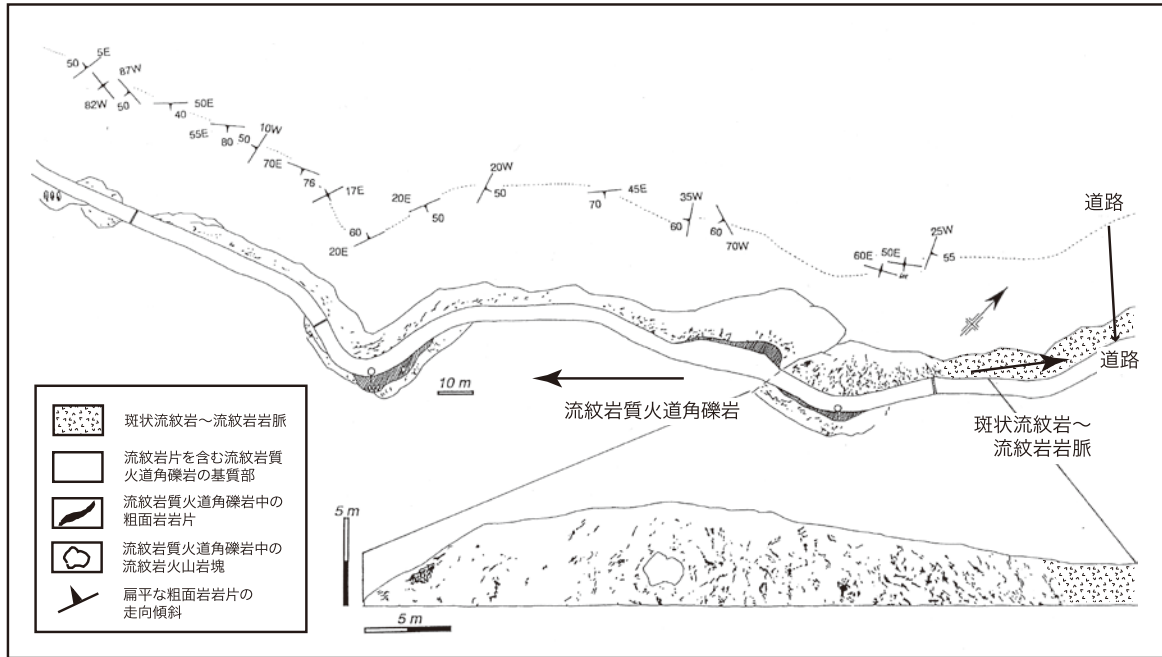 5E
50
87W
82W
50
50E
40
55E
80
50
10W
70E
76
17E
60
20E
20E
50
20W
50
45E
70
35W
60
60
70W
60E
50E
25W
55
道路
道路
10 m
流紋岩質火道角礫岩
斑状流紋岩～
流紋岩岩脈
斑状流紋岩～流紋岩岩脈
流紋岩片を含む流紋岩質
火道角礫岩の基質部
流紋岩質火道角礫岩中の
粗面岩岩片
流紋岩質火道角礫岩中の
流紋岩火山岩塊
扁平な粗面岩岩片の
走向傾斜
5 m
5 m